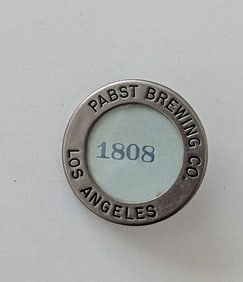 PABST BREWING CO.
1808
LOS ANGELES